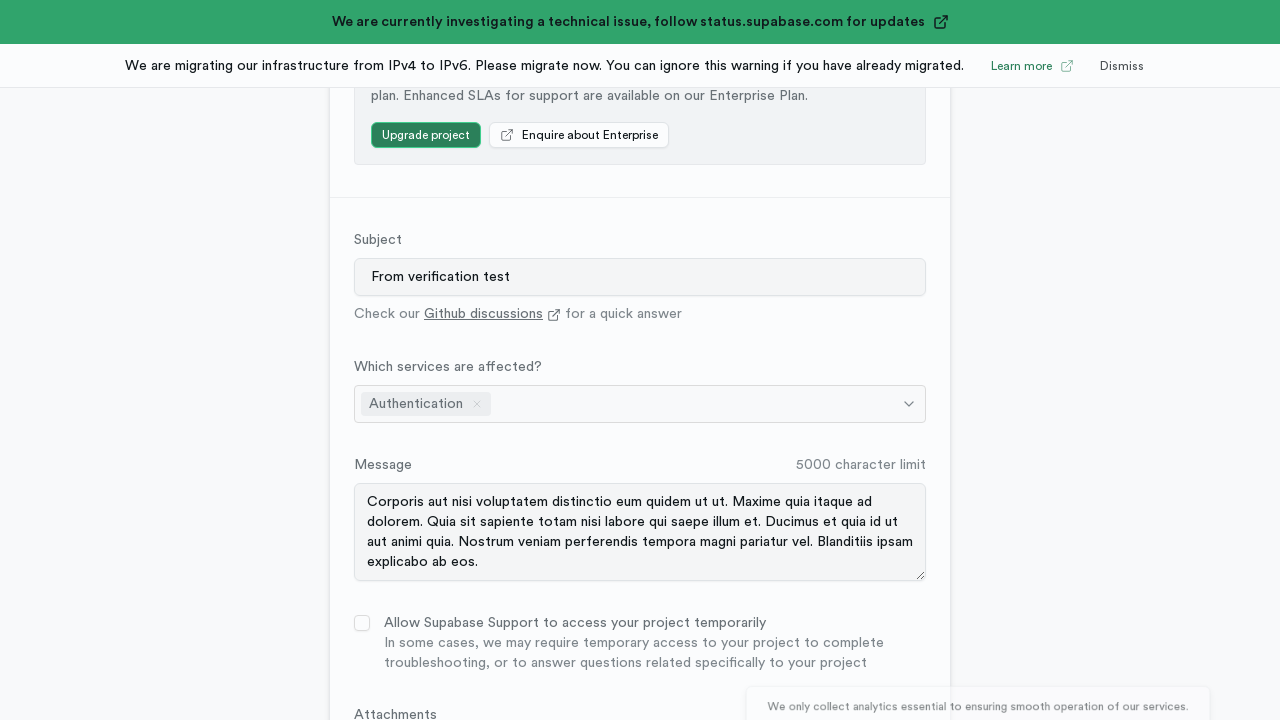 We are currently investigating a technical issue, follow status.supabase.com for updates
We are migrating our infrastructure from IPv4 to IPv6. Please migrate now. You can ignore this warning if you have already migrated. Learn more Dismiss
plan. Enhanced SLAs for support are available on our Enterprise Plan.
Upgrade project Enquire about Enterprise
Subject
From verification test
Check our Github discussions for a quick answer
Which services are affected?
Authentication
Message 5000 character limit
Corporis aut nisi voluptatem distinctio eum quidem ut ut. Maxime quia itaque ad
dolorem. Quia sit sapiente totam nisi labore qui saepe illum et. Ducimus et quia id ut
aut animi quia. Nostrum veniam perferendis tempora magni pariatur vel. Blanditiis ipsam
explicabo ab eos.
Allow Supabase Support to access your project temporarily
In some cases, we may require temporary access to your project to complete
troubleshooting, or to answer questions related specifically to your project
Attachments
We only collect analytics essential to ensuring smooth operation of our services.